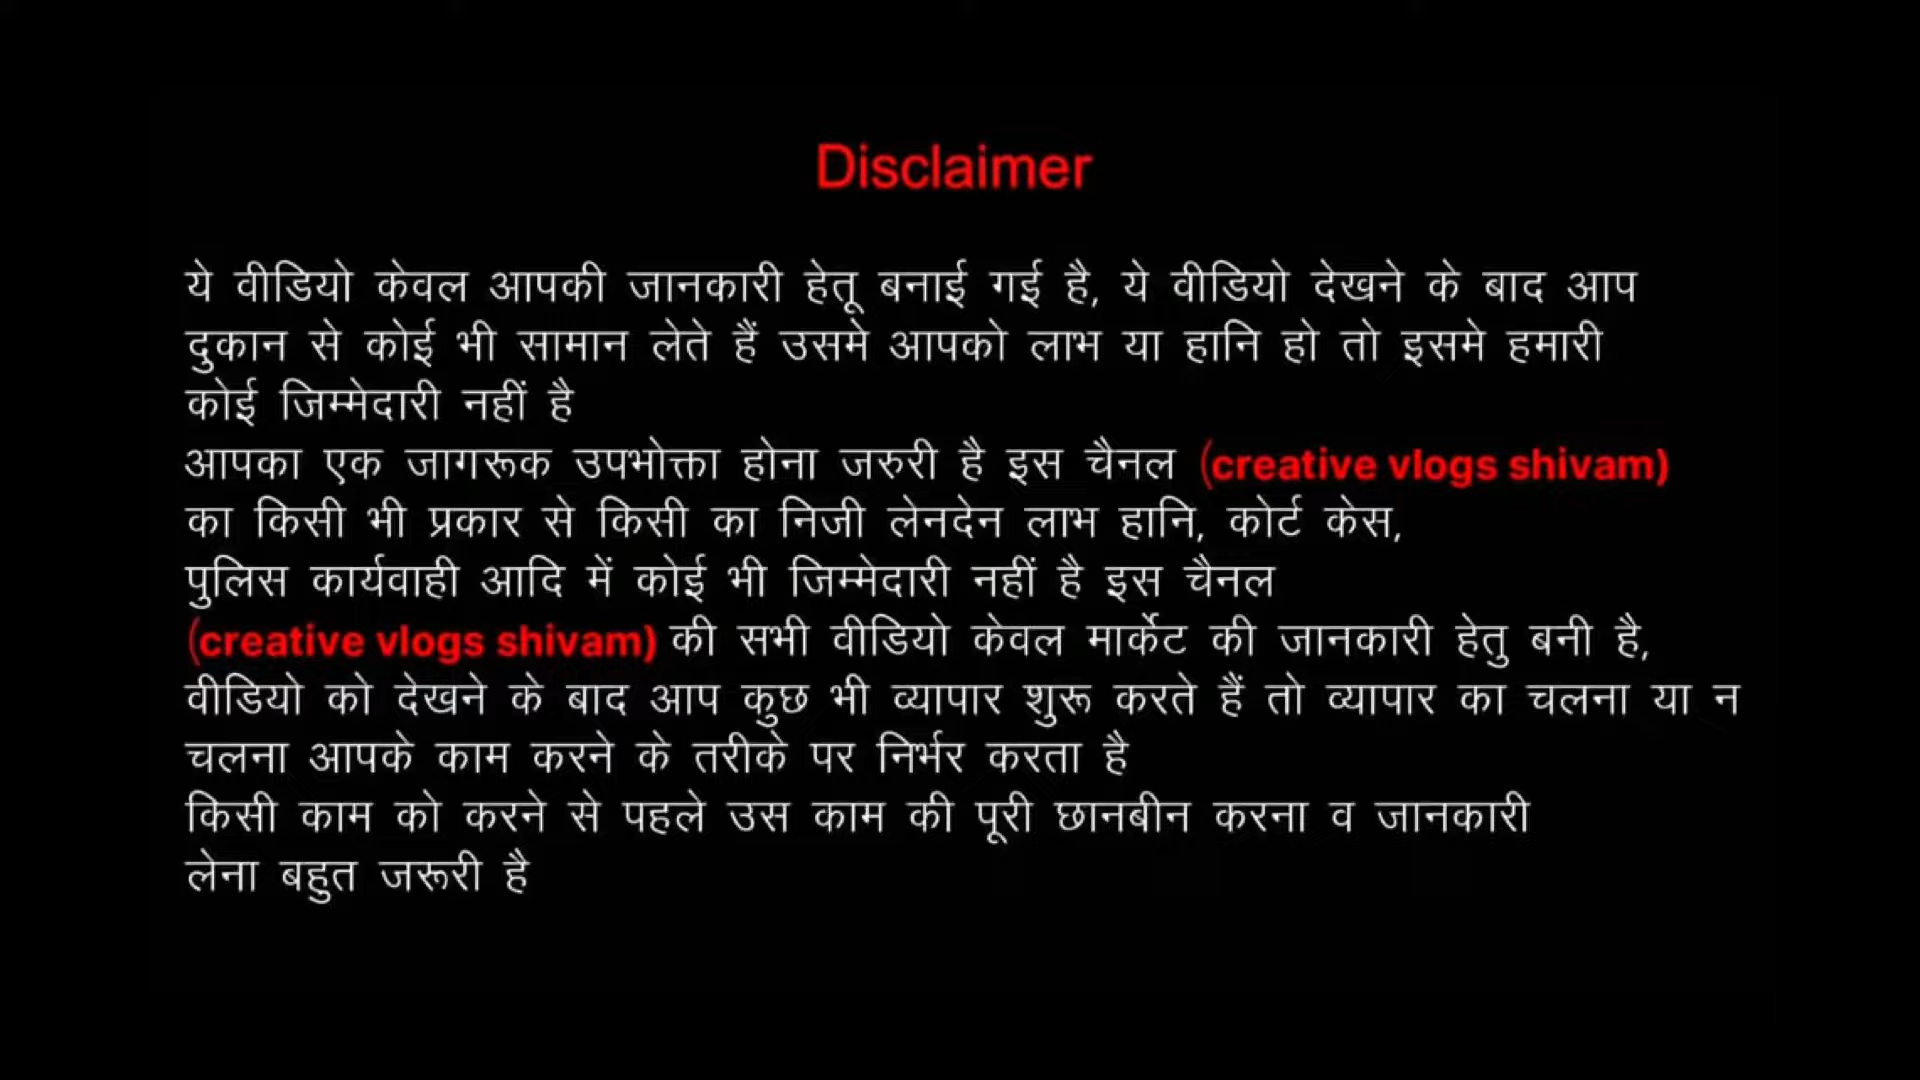 Disclaimer
ये वीडियो केवल आपकी जानकारी हेतू बनाई गई है, ये वीडियो देखने के बाद आप
दुकान से कोई भी सामान लेते हैं उसमे आपको लाभ या हानि हो तो इसमे हमारी
कोई जिम्मेदारी नहीं है
आपका एक जागरूक उपभोक्ता होना जरुरी है इस चैनल (creative vlogs shivam)
का किसी भी प्रकार से किसी का निजी लेनदेन लाभ हानि, कोर्ट केस,
पुलिस कार्यवाही आदि में कोई भी जिम्मेदारी नहीं है इस चैनल
(creative vlogs shivam) की सभी वीडियो केवल मार्केट की जानकारी हेतु बनी है,
वीडियो को देखने के बाद आप कुछ भी व्यापार शुरू करते हैं तो व्यापार का चलना या न
चलना आपके काम करने के तरीके पर निर्भर करता है
किसी काम को करने से पहले उस काम की पूरी छानबीन करना व जानकारी
लेना बहुत जरूरी है